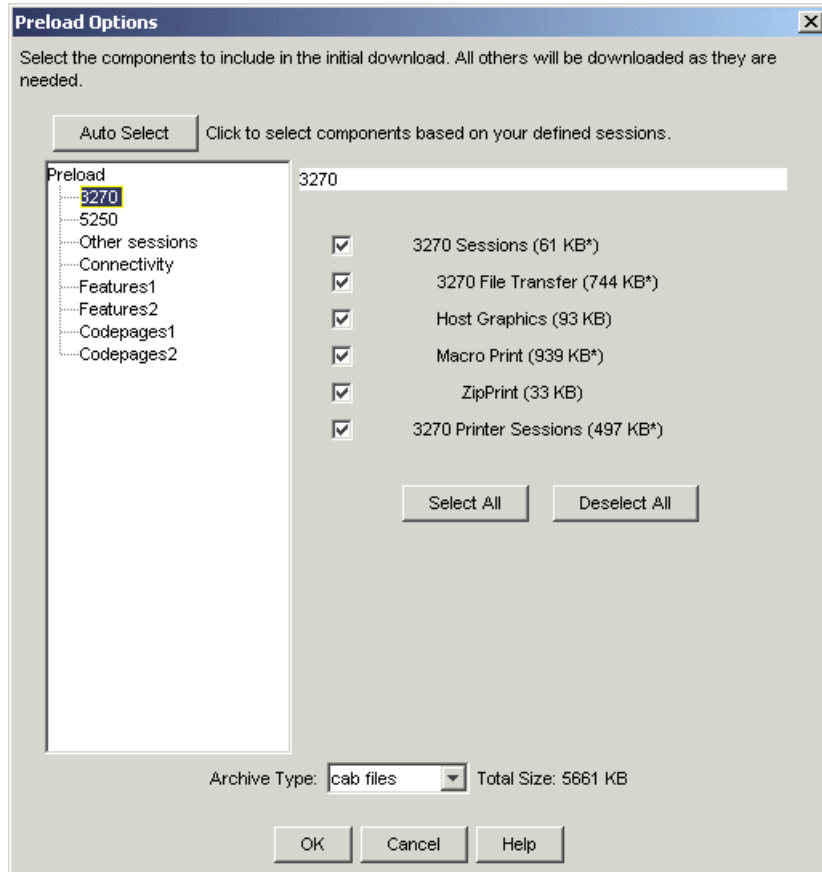 Preload Options
Select the components to include in the initial download. All others will be downloaded as they are
needed.
Auto Select
Click to select components based on your defined sessions.
Preload
3270
5250
Other sessions
Connectivity
Features1
Features2
Codepages1
Codepages2
3270
3270 Sessions (61 KB*)
3270 File Transfer (744 KB*)
Host Graphics (93 KB)
Macro Print (939 KB*)
ZipPrint (33 KB)
3270 Printer Sessions (497 KB*)
Select All
Deselect All
Archive Type: cab files Total Size: 5661 KB
OK
Cancel
Help